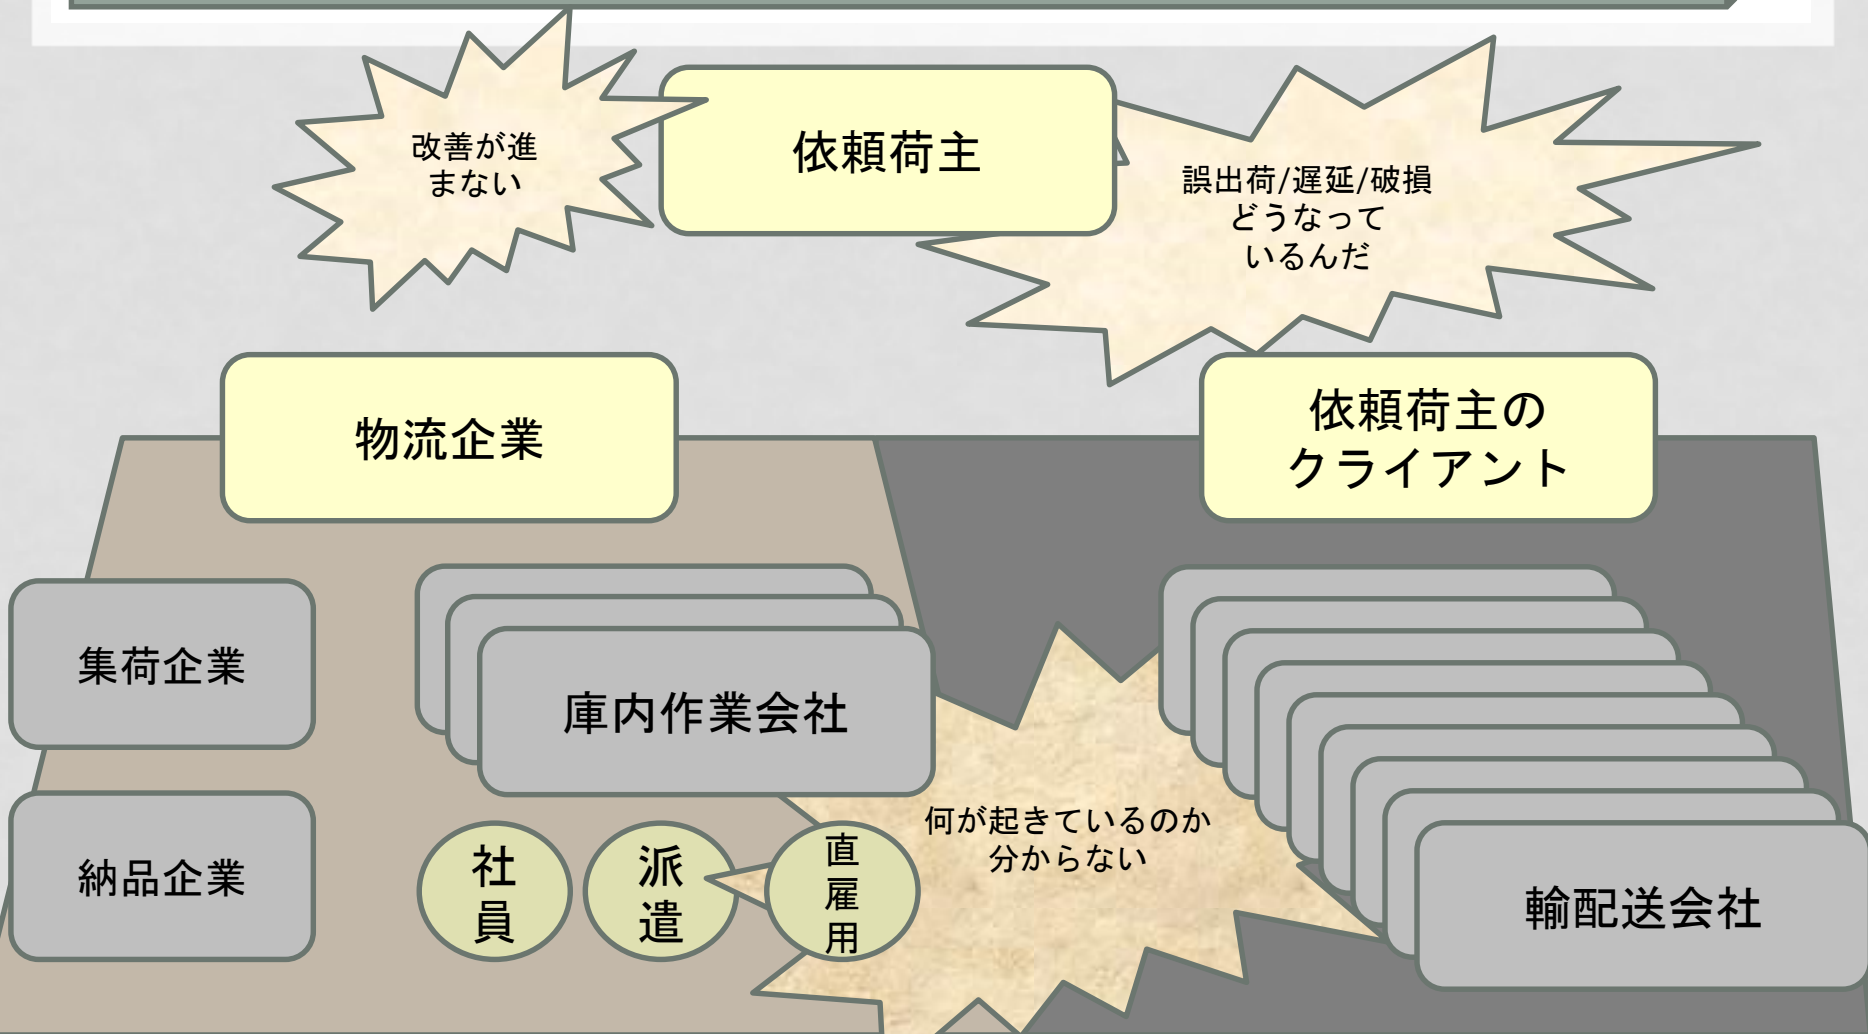 改善が進
まない
依頼荷主
誤出荷/遅延/破損
どうなって
いるんだ
物流企業
依頼荷主の
クライアント
集荷企業
庫内作業会社
納品企業
社
員
派
遣
直
雇
用
何が起きているのか
分からない
輸配送会社